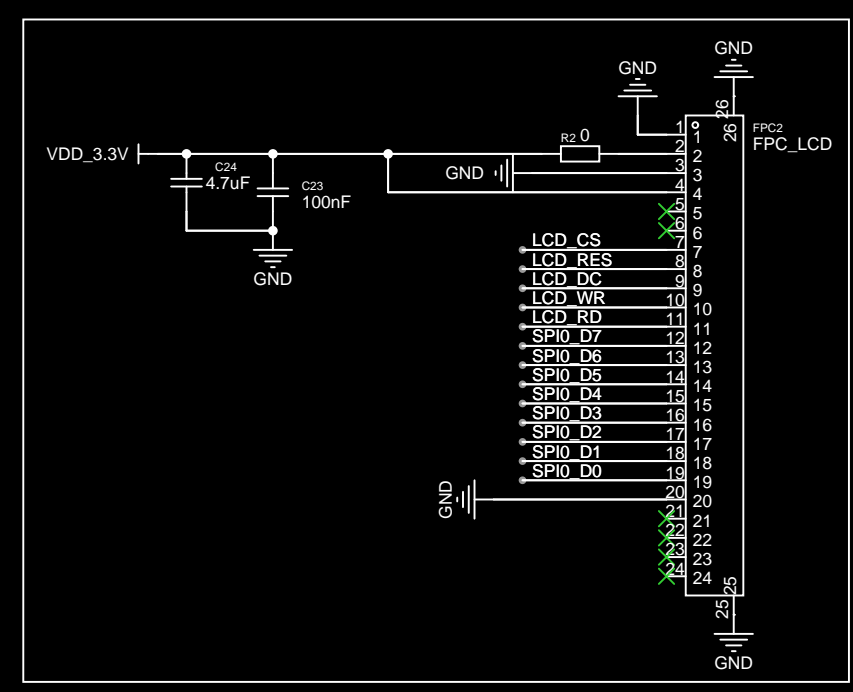 GND
GND
26
26
FPC2
FPC_LCD
R2 0
VDD_3.3V
C24
4.7uF
C23
100nF
GND
GND
1 1
2 2
3 3
4 4
5 5
6 6
LCD_CS 7 7
LCD_RES 8 8
LCD_DC 9 9
LCD_WR 10 10
LCD_RD 11 11
SPI0_D7 12 12
SPI0_D6 13 13
SPI0_D5 14 14
SPI0_D4 15 15
SPI0_D3 16 16
SPI0_D2 17 17
SPI0_D1 18 18
SPI0_D0 19 19
GND 20 20
21 21
22 22
23 23
24 24
25
25
GND